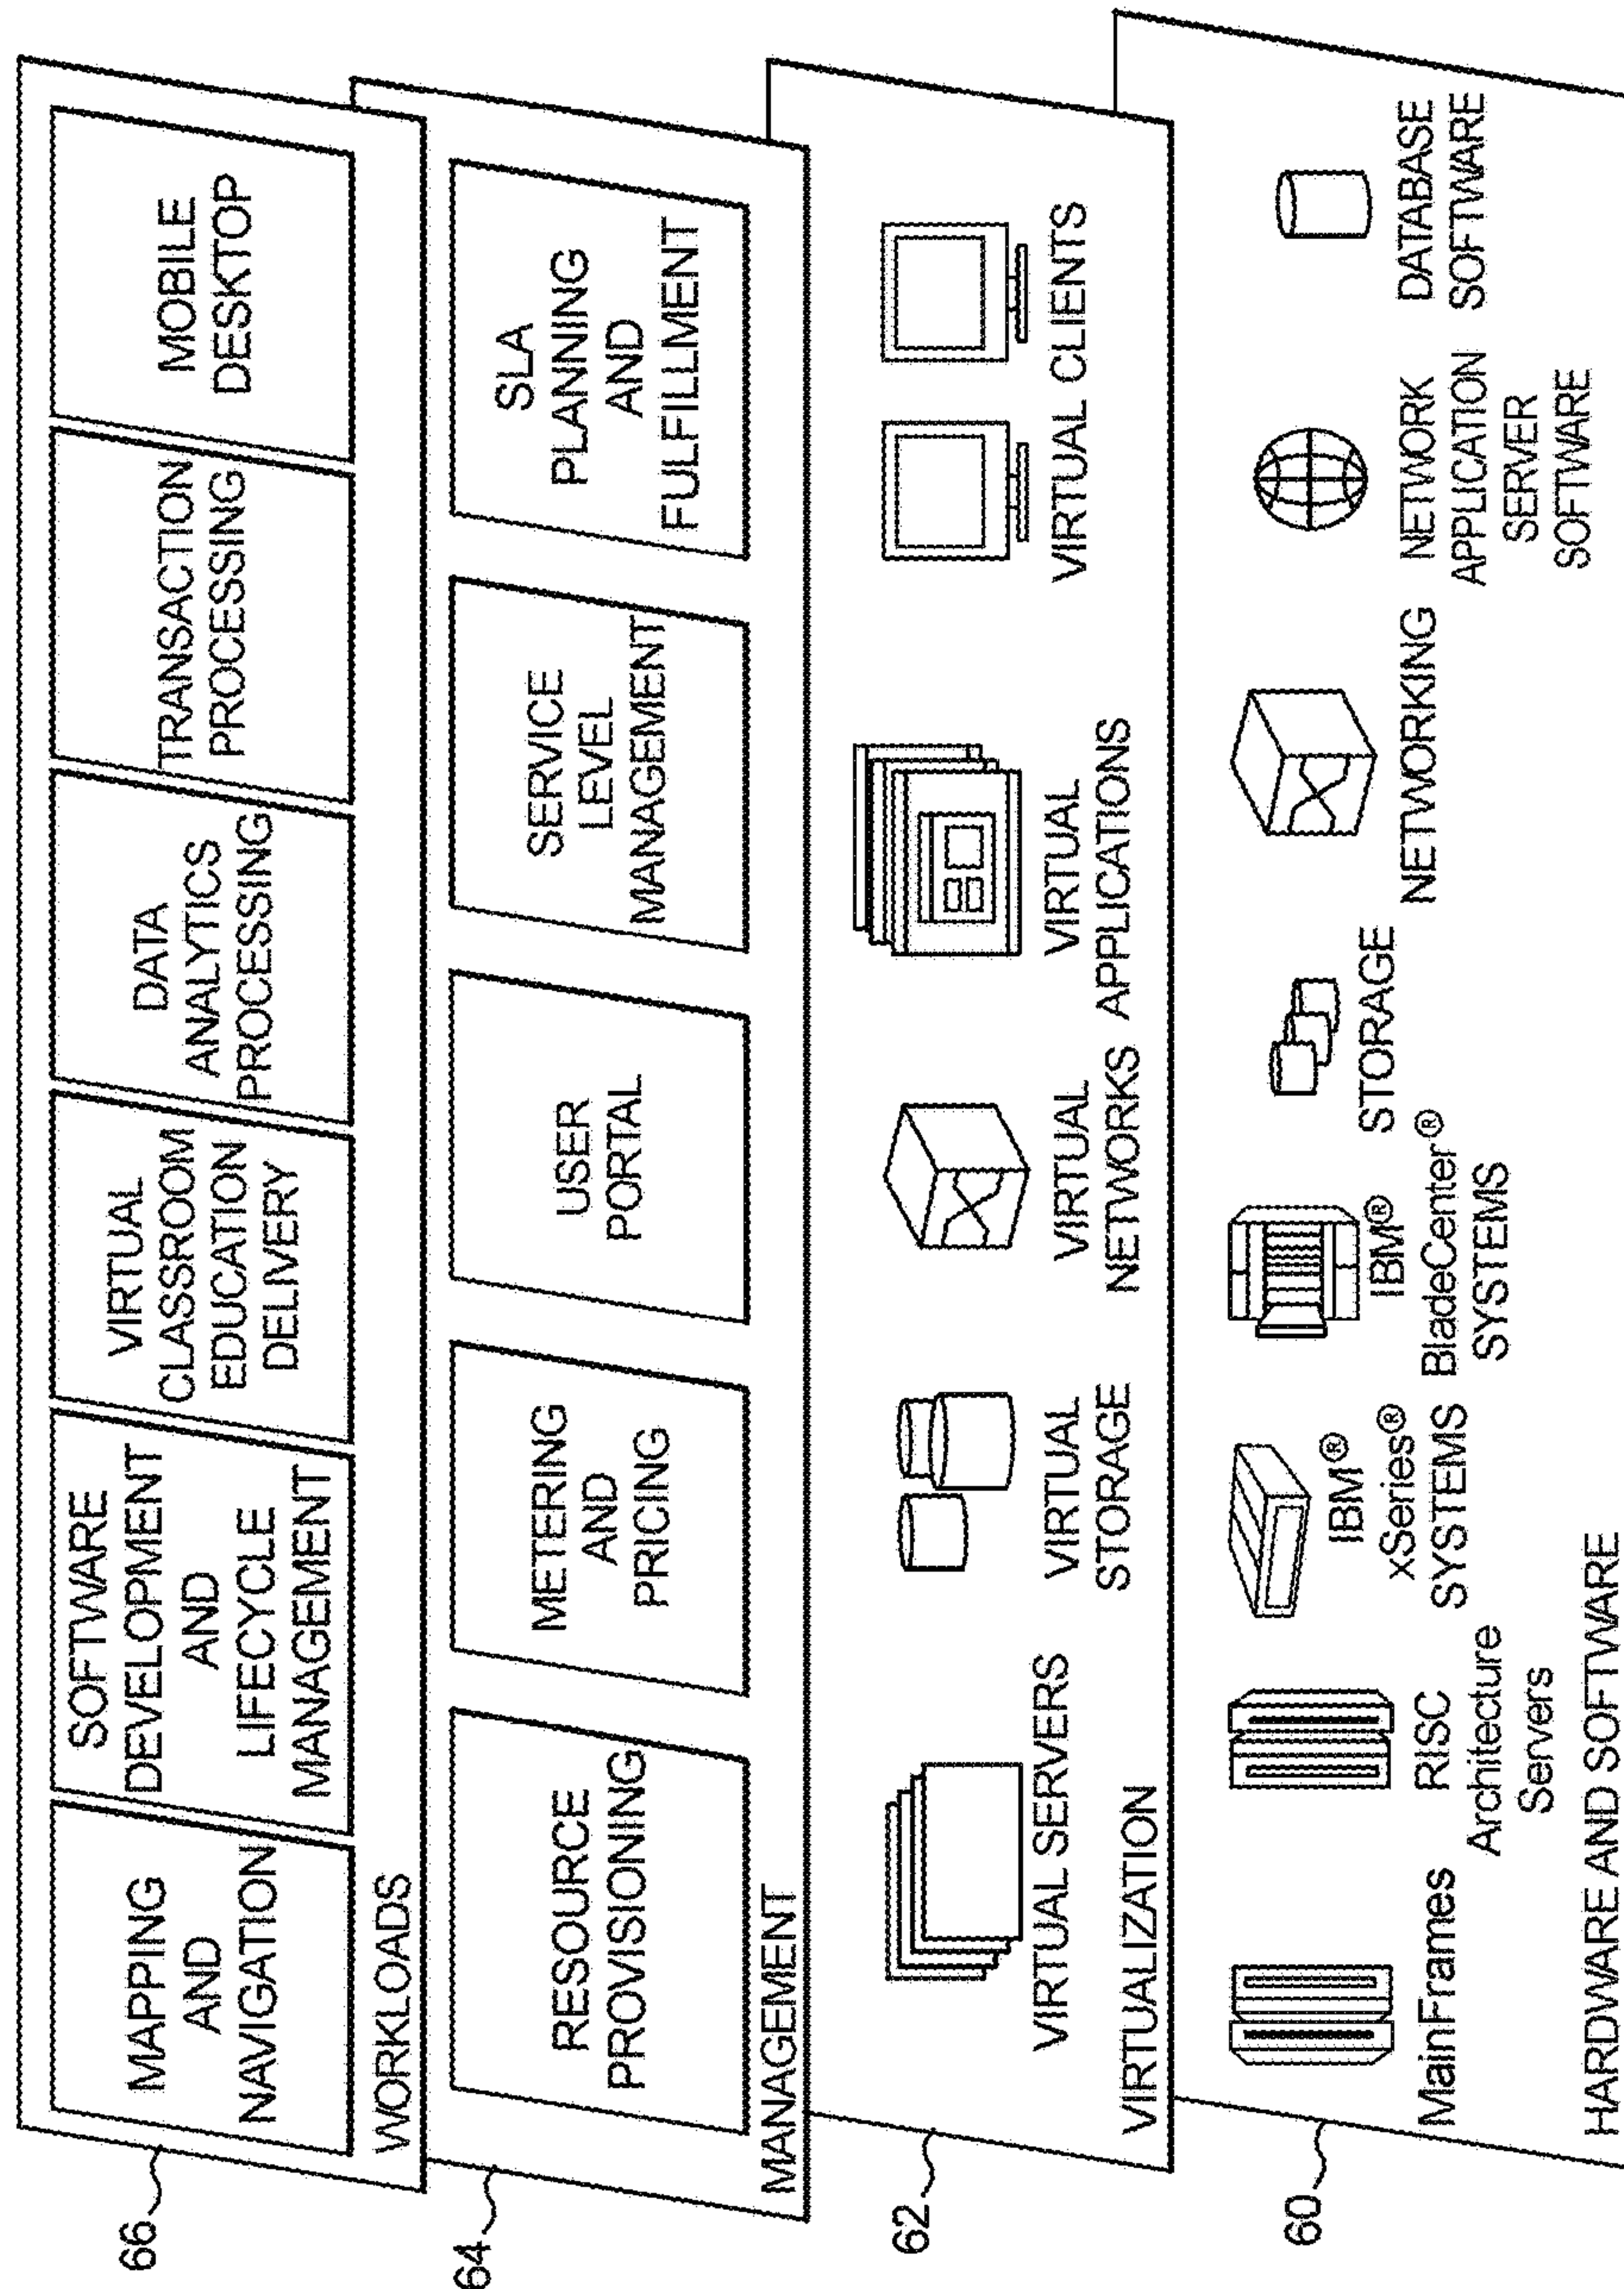 66
MAPPING
AND
NAVIGATION
SOFTWARE
DEVELOPMENT
AND
LIFECYCLE
MANAGEMENT
VIRTUAL
CLASSROOM
EDUCATION
DELIVERY
DATA
ANALYTICS
PROCESSING
TRANSACTION
PROCESSING
MOBILE
DESKTOP
WORKLOADS
64
RESOURCE
PROVISIONING
METERING
AND
PRICING
USER
PORTAL
SERVICE
LEVEL
MANAGEMENT
SLA
PLANNING
AND
FULFILLMENT
MANAGEMENT
62
VIRTUAL SERVERS
VIRTUAL
STORAGE
VIRTUAL
NETWORKS
VIRTUAL
APPLICATIONS
VIRTUAL CLIENTS
VIRTUALIZATION
60
MainFrames
RISC
Architecture
Servers
IBM®
xSeries®
SYSTEMS
IBM®
BladeCenter®
SYSTEMS
STORAGE
NETWORKING
NETWORK
APPLICATION
SERVER
SOFTWARE
DATABASE
SOFTWARE
HARDWARE AND SOFTWARE